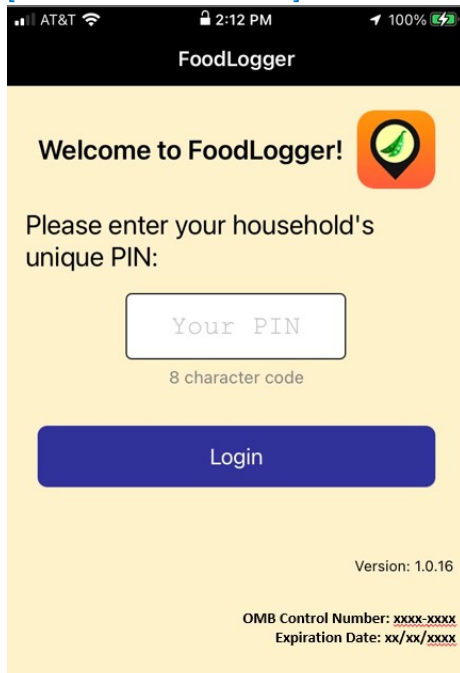 AT&T 2:12 PM 100%
FoodLogger
Welcome to FoodLogger!
Please enter your household's
unique PIN:
Your PIN
8 character code
Login
Version: 1.0.16
OMB Control Number: xxxx-xxxx
Expiration Date: xx/xx/xxxx